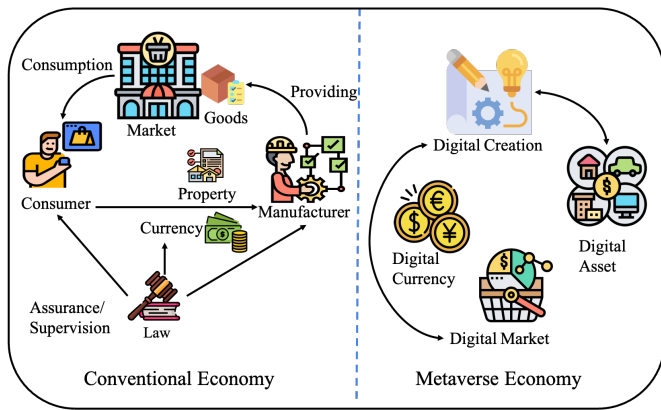 Consumption
Market
Goods
Providing
Consumer
Property
Manufacturer
Currency
Assurance/
Supervision
Law
Conventional Economy
Digital Creation
Digital
Currency
Digital
Asset
Digital Market
Metaverse Economy